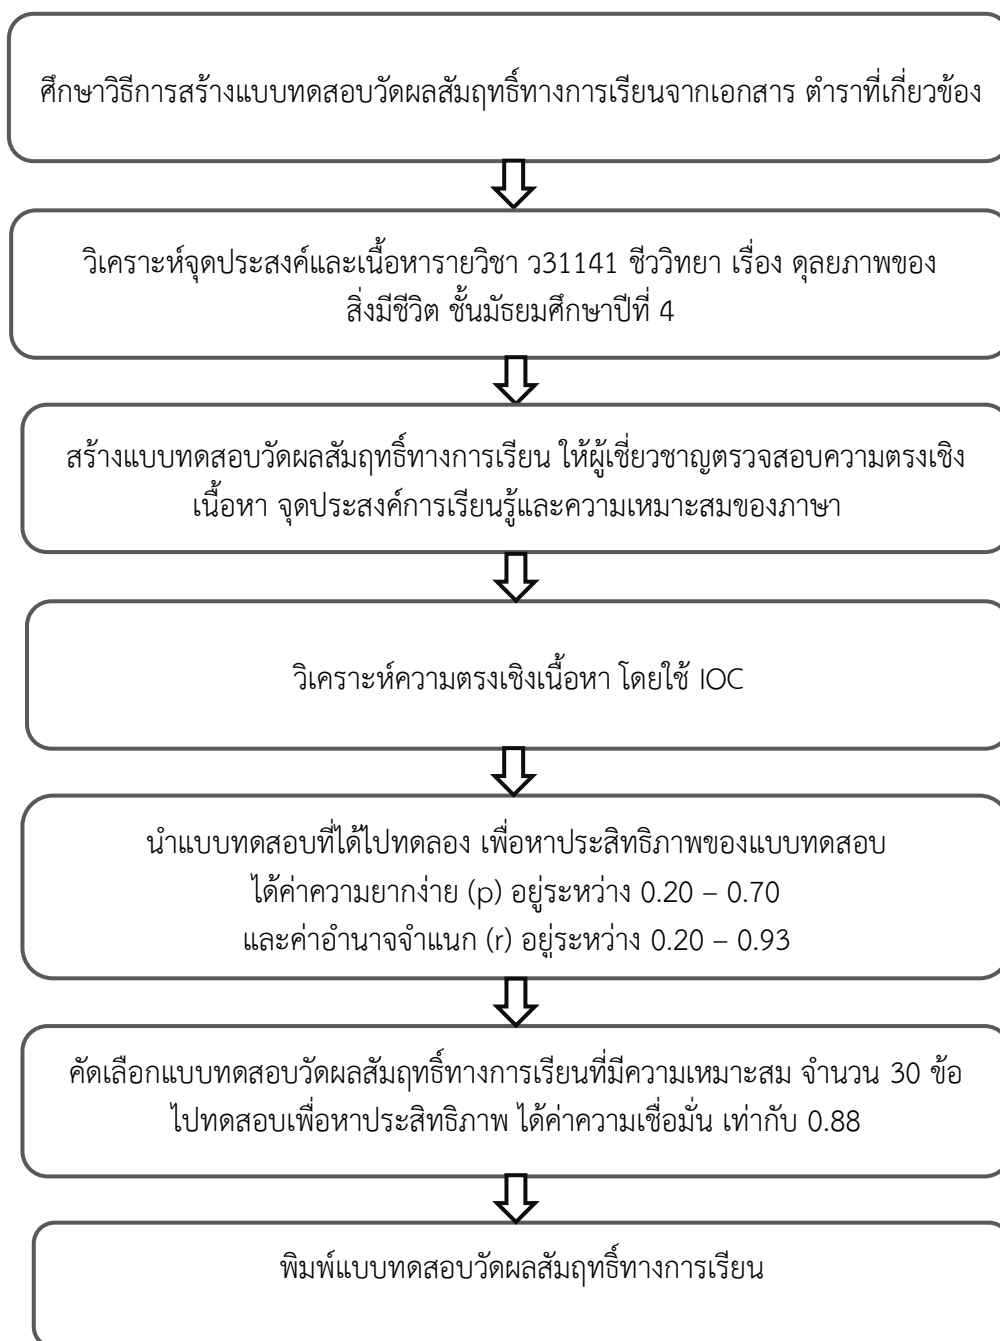 ศึกษาวิธีการสร้างแบบทดสอบวัดผลสัมฤทธิ์ทางการเรียนจากเอกสาร ตำราที่เกี่ยวข้อง
วิเคราะห์จุดประสงค์และเนื้อหารายวิชา ว31141 ชีววิทยา เรื่อง ดุลยภาพของ
สิ่งมีชีวิต ชั้นมัธยมศึกษาปีที่ 4
สร้างแบบทดสอบวัดผลสัมฤทธิ์ทางการเรียน ให้ผู้เชี่ยวชาญตรวจสอบความตรงเชิง
เนื้อหา จุดประสงค์การเรียนรู้และความเหมาะสมของภาษา
วิเคราะห์ความตรงเชิงเนื้อหา โดยใช้ IOC
นำแบบทดสอบที่ได้ไปทดลอง เพื่อหาประสิทธิภาพของแบบทดสอบ
ได้ค่าความยากง่าย (p) อยู่ระหว่าง 0.20 – 0.70
และค่าอำนาจจำแนก (r) อยู่ระหว่าง 0.20 – 0.93
คัดเลือกแบบทดสอบวัดผลสัมฤทธิ์ทางการเรียนที่มีความเหมาะสม จำนวน 30 ข้อ
ไปทดสอบเพื่อหาประสิทธิภาพ ได้ค่าความเชื่อมั่น เท่ากับ 0.88
พิมพ์แบบทดสอบวัดผลสัมฤทธิ์ทางการเรียน